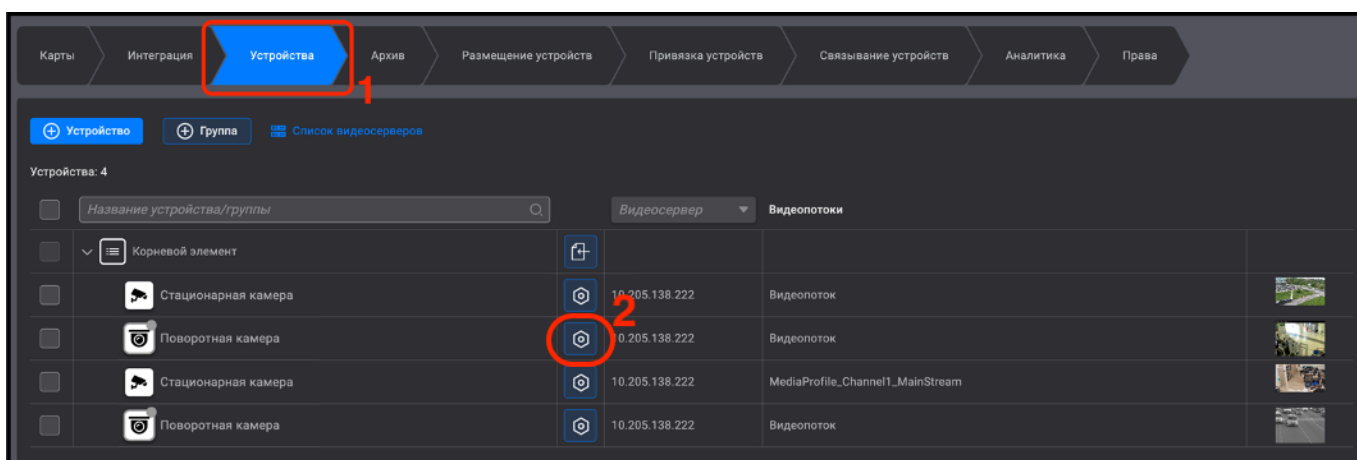 Карты Интеграция Устройства Архив Размещение устройств Привязка устройств Связывание устройств Аналитика Права
1
Устройство Группа Список видеосерверов
Устройства: 4
Название устройства/группы Видеосервер Видеопотоки
Корневой элемент
Стационарная камера 10.205.138.222 Видеопоток
2
Поворотная камера 10.205.138.222 Видеопоток
Стационарная камера 10.205.138.222 MediaProfile_Channel1_MainStream
Поворотная камера 10.205.138.222 Видеопоток